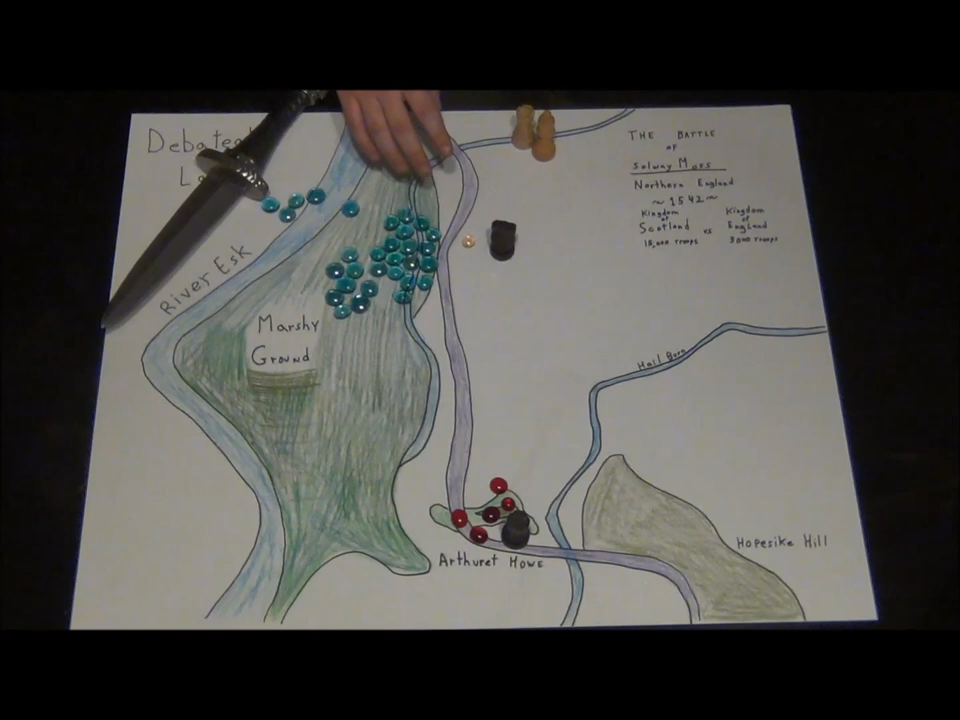 Debated
THE BATTLE
OF
Solway Moss
Northern England
~ 1542 ~
Kingdom of Scotland vs Kingdom of England
15,000 TROOPS 3000 TROOPS
River Esk
Marshy
Ground
Hail Burn
Hopesike Hill
Arthuret Howe